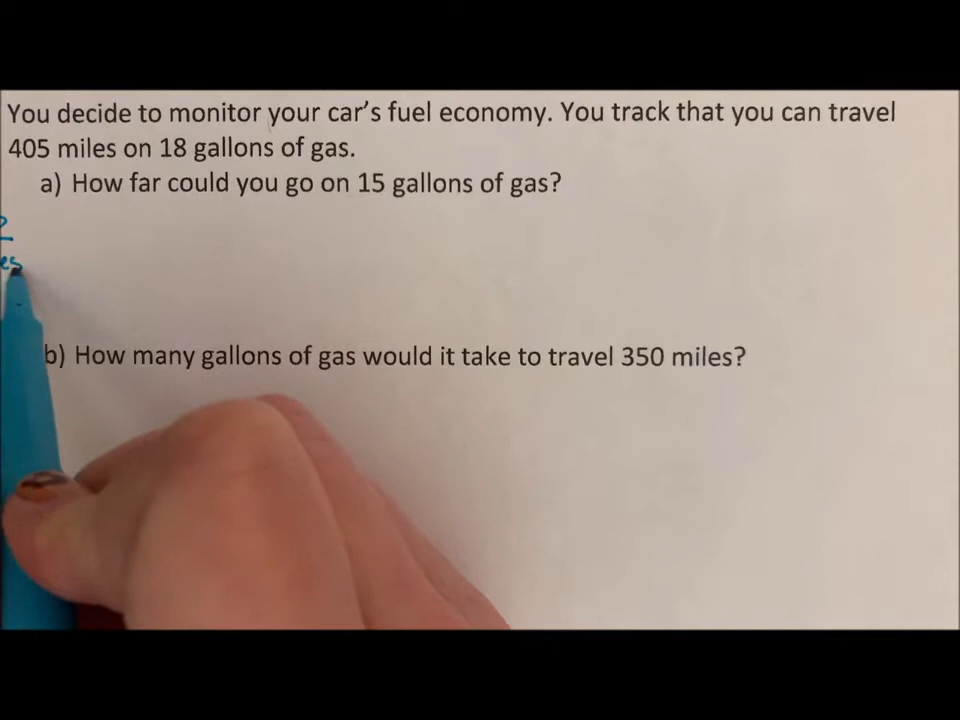 You decide to monitor your car's fuel economy. You track that you can travel
405 miles on 18 gallons of gas.
a) How far could you go on 15 gallons of gas?
es
b) How many gallons of gas would it take to travel 350 miles?